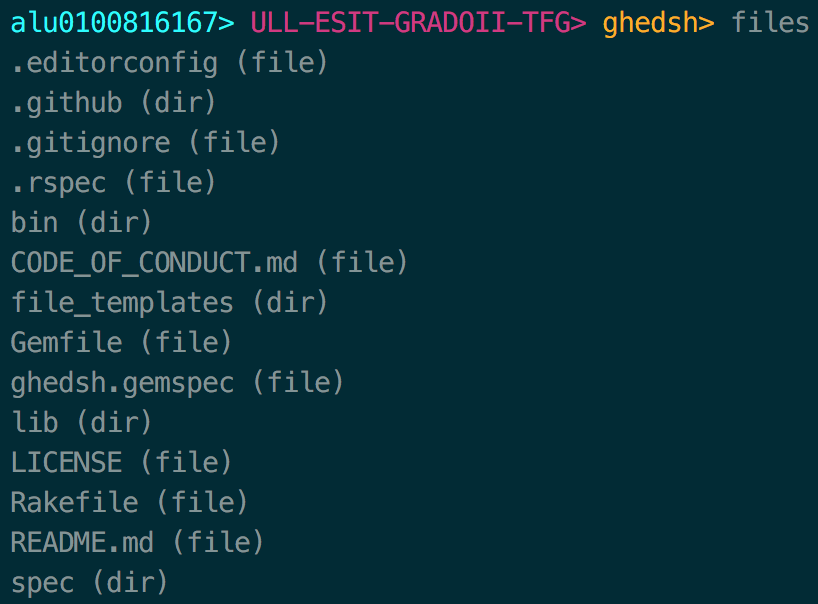 alu0100816167> ULL-ESIT-GRADOII-TFG> ghedsh> files
.editorconfig (file)
.github (dir)
.gitignore (file)
.rspec (file)
bin (dir)
CODE_OF_CONDUCT.md (file)
file_templates (dir)
Gemfile (file)
ghedsh.gemspec (file)
lib (dir)
LICENSE (file)
Rakefile (file)
README.md (file)
spec (dir)